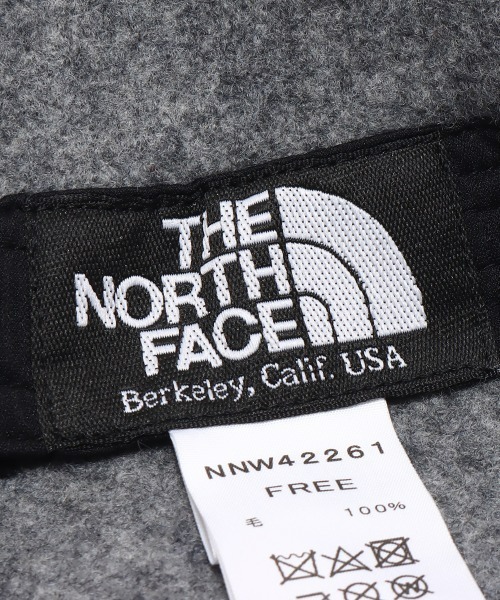 THE
NORTH
FACE
Berkeley, Calif. USA
NNW42261
FREE
毛 100%